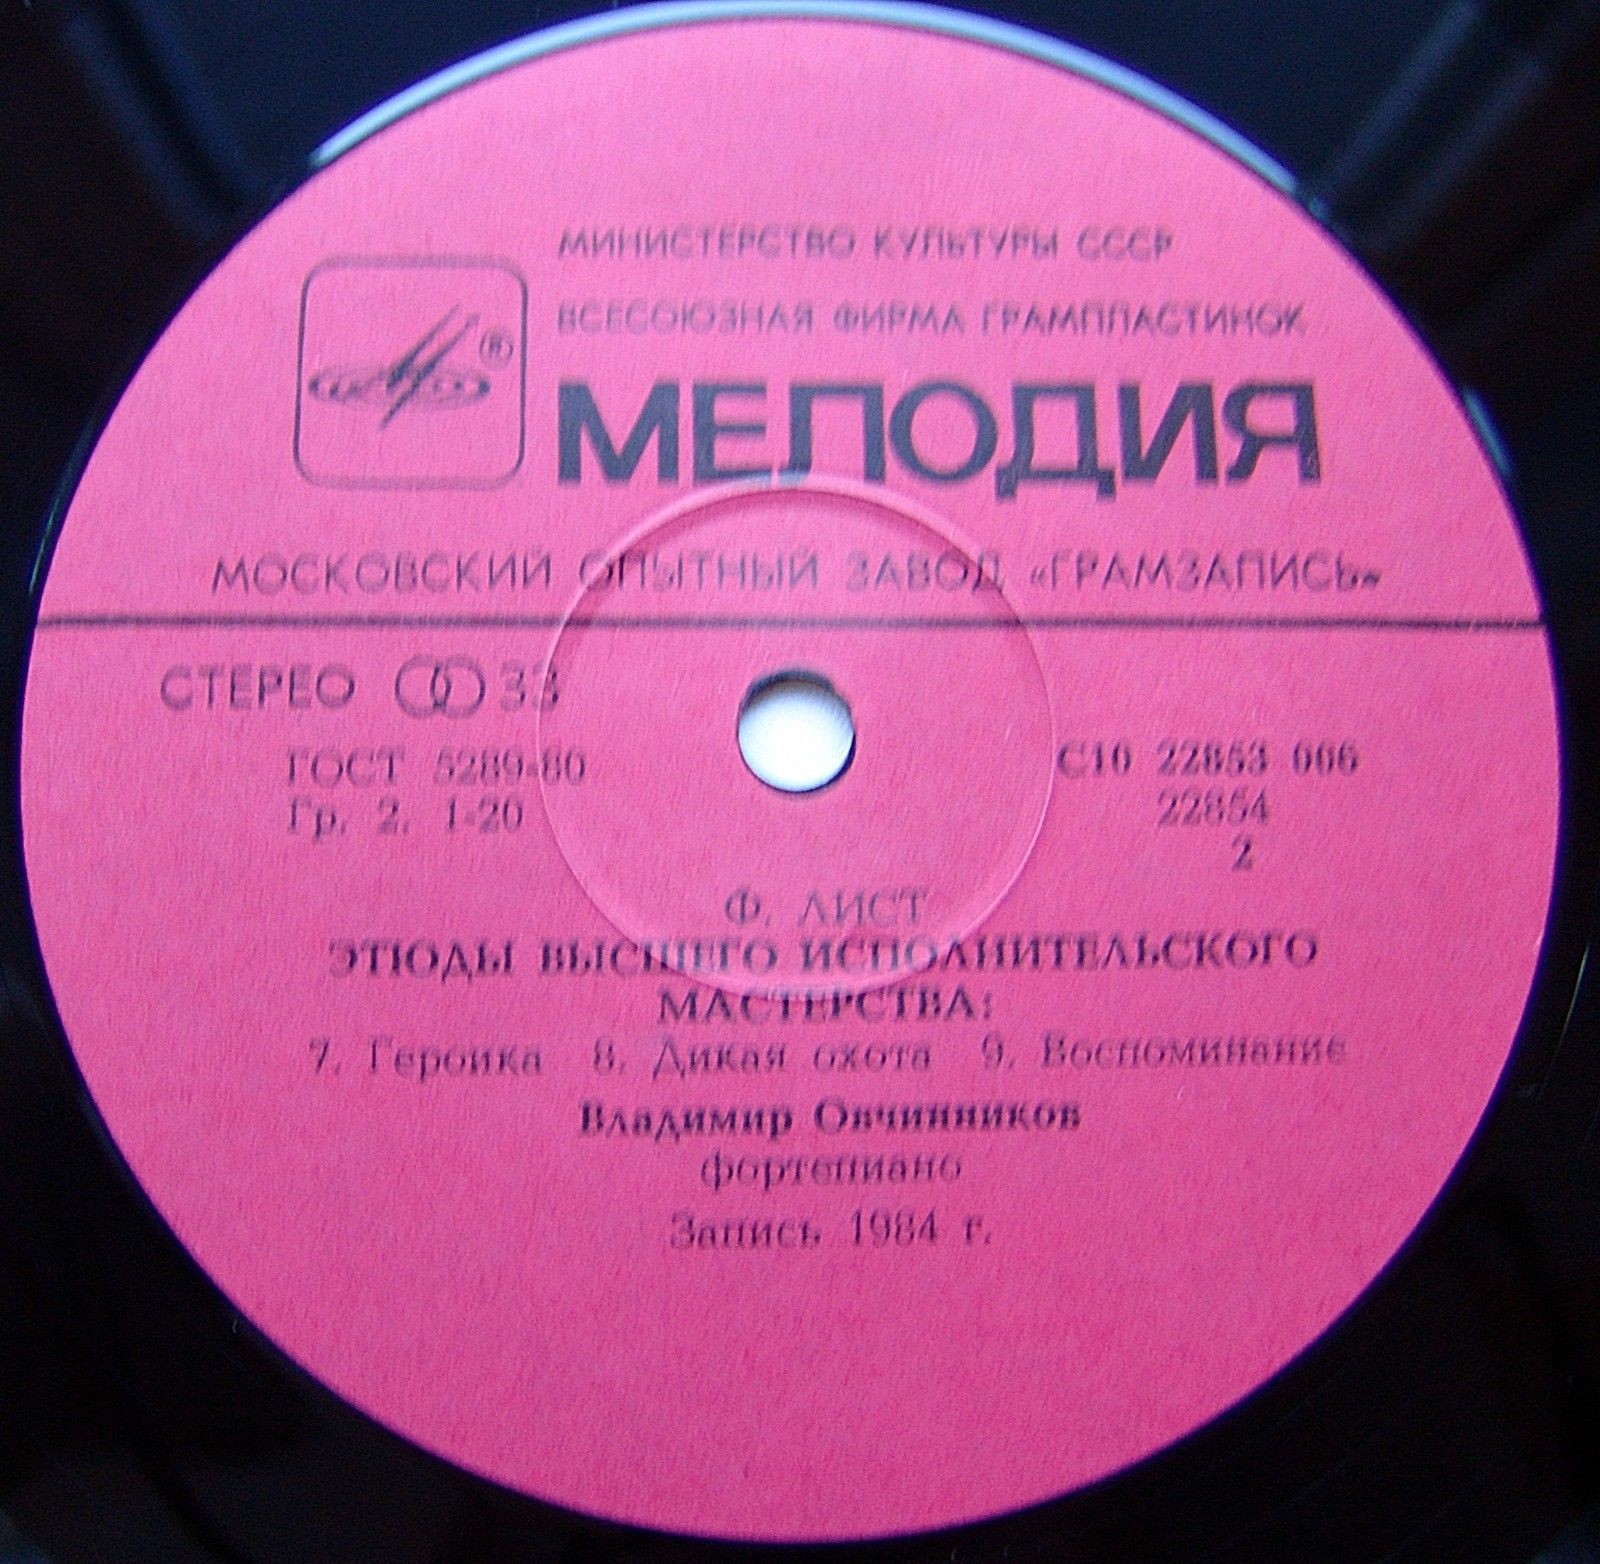 МИНИСТЕРСТВО КУЛЬТУРЫ СССР
ВСЕСОЮЗНАЯ ФИРМА ГРАМПЛАСТИНОК
®
МЕЛОДИЯ
МОСКОВСКИЙ ОПЫТНЫЙ ЗАВОД «ГРАМЗАПИСЬ»
СТЕРЕО 33
ГОСТ 5289-80
Гр. 2. 1-20
С10 22853 006
22854
2
Ф. ЛИСТ
ЭТЮДЫ ВЫСШЕГО ИСПОЛНИТЕЛЬСКОГО
МАСТЕРСТВА:
7. Героика 8. Дикая охота 9. Воспоминание
Владимир Овчинников
фортепиано
Запись 1984 г.